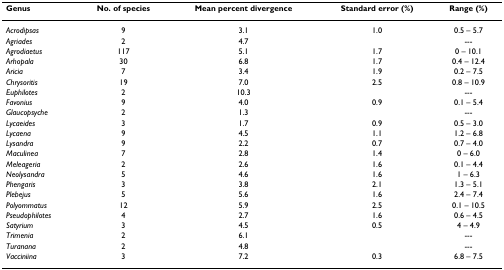 Genus No. of species Mean percent divergence Standard error (%) Range (%)
Acrodipsas 9 3.1 1.0 0.5 – 5.7
Agriades 2 4.7 ---
Agrodiaetus 117 5.1 1.7 0 – 10.1
Arhopala 30 6.8 1.7 0.4 – 12.4
Aricia 7 3.4 1.9 0.2 – 7.5
Chrysoritis 19 7.0 2.5 0.8 – 10.9
Euphilotes 2 10.3 ---
Favonius 9 4.0 0.9 0.1 – 5.4
Glaucopsyche 2 1.3 ---
Lycaeides 3 1.7 0.9 0.5 – 3.0
Lycaena 9 4.5 1.1 1.2 – 6.8
Lysandra 9 2.2 0.7 0.7 – 4.0
Maculinea 7 2.8 1.4 0 – 6.0
Meleageria 2 2.6 1.6 0.1 – 4.4
Neolysandra 5 4.6 1.6 1 – 6.3
Phengaris 3 3.8 2.1 1.3 – 5.1
Plebejus 5 5.6 1.6 2.4 – 7.4
Polyommatus 12 5.9 2.5 0.1 – 10.5
Pseudophilotes 4 2.7 1.6 0.6 – 4.5
Satyrium 3 4.5 0.5 4 – 4.9
Trimenia 2 6.1 ---
Turanana 2 4.8 ---
Vacciniina 3 7.2 0.3 6.8 – 7.5